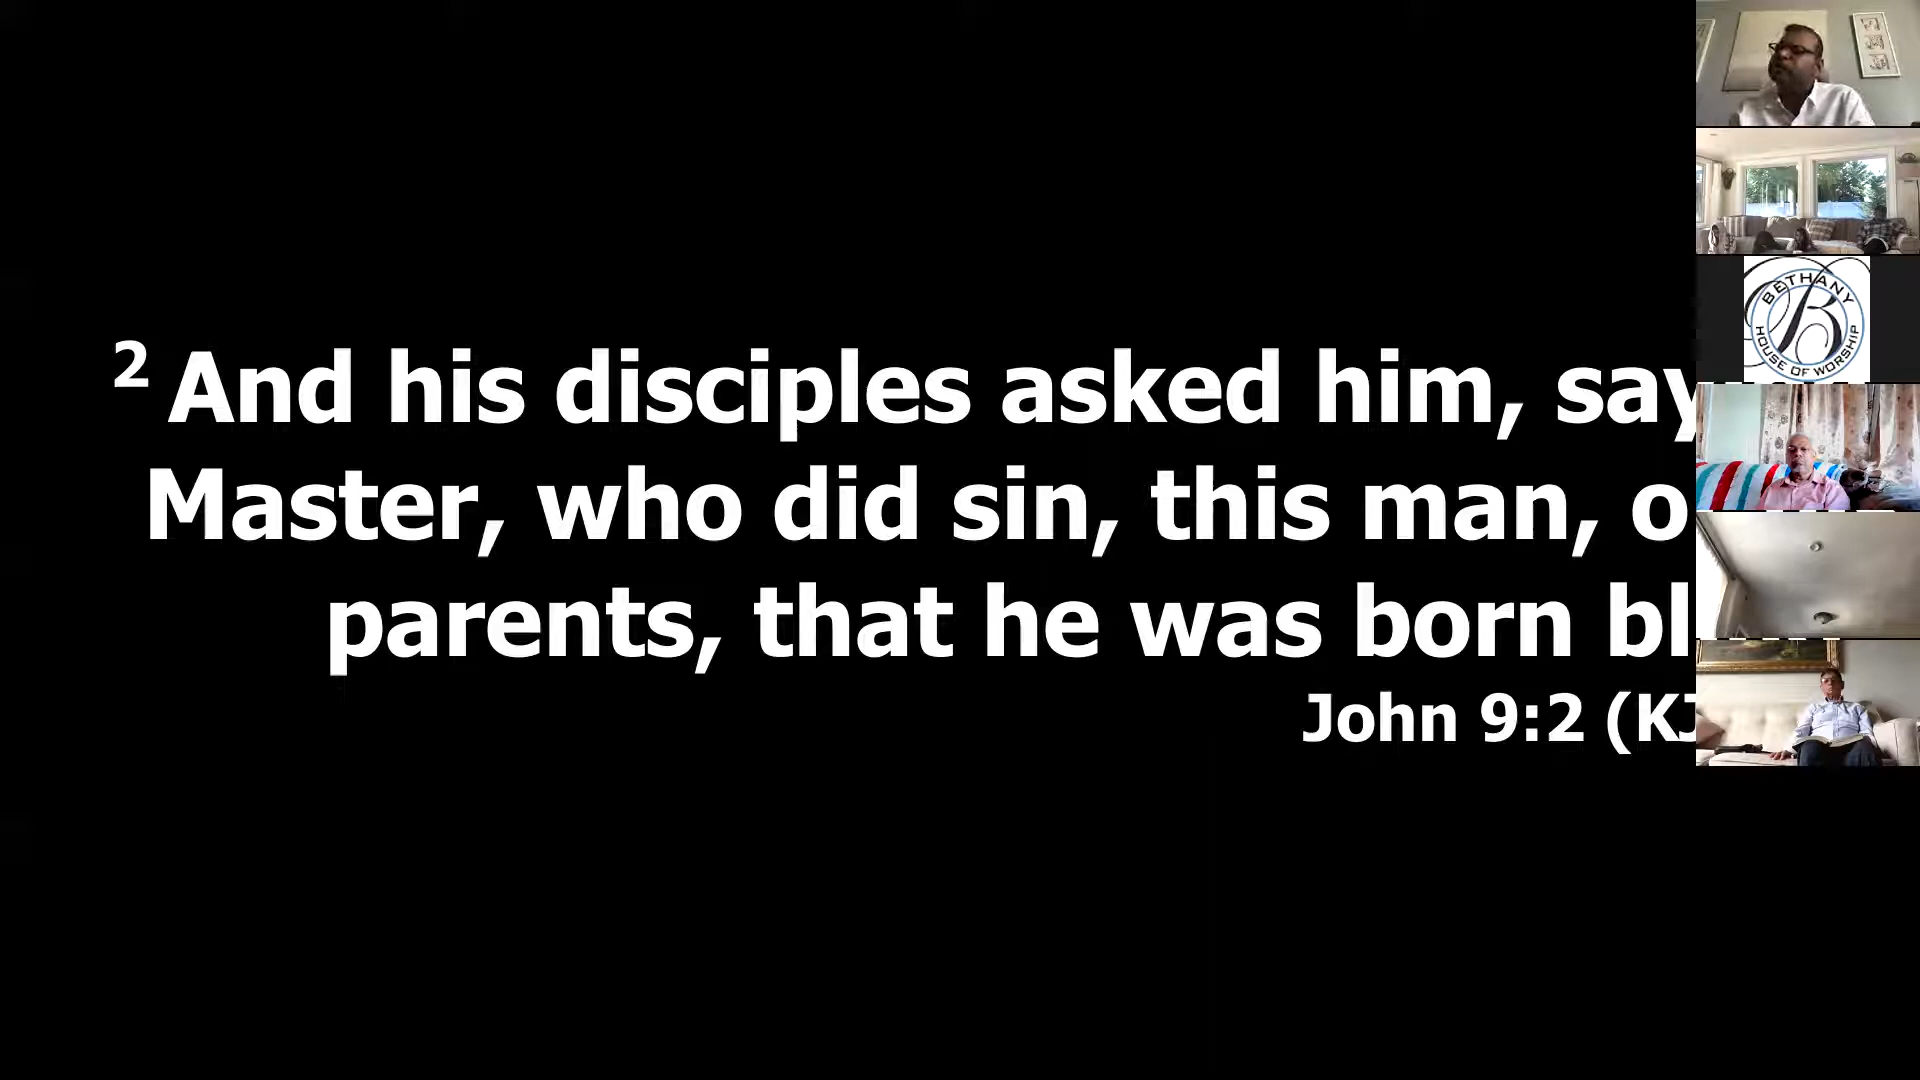 2 And his disciples asked him, say
Master, who did sin, this man, o
parents, that he was born bl
John 9:2 (KJ
BETHANY
B
HOUSE OF WORSHIP